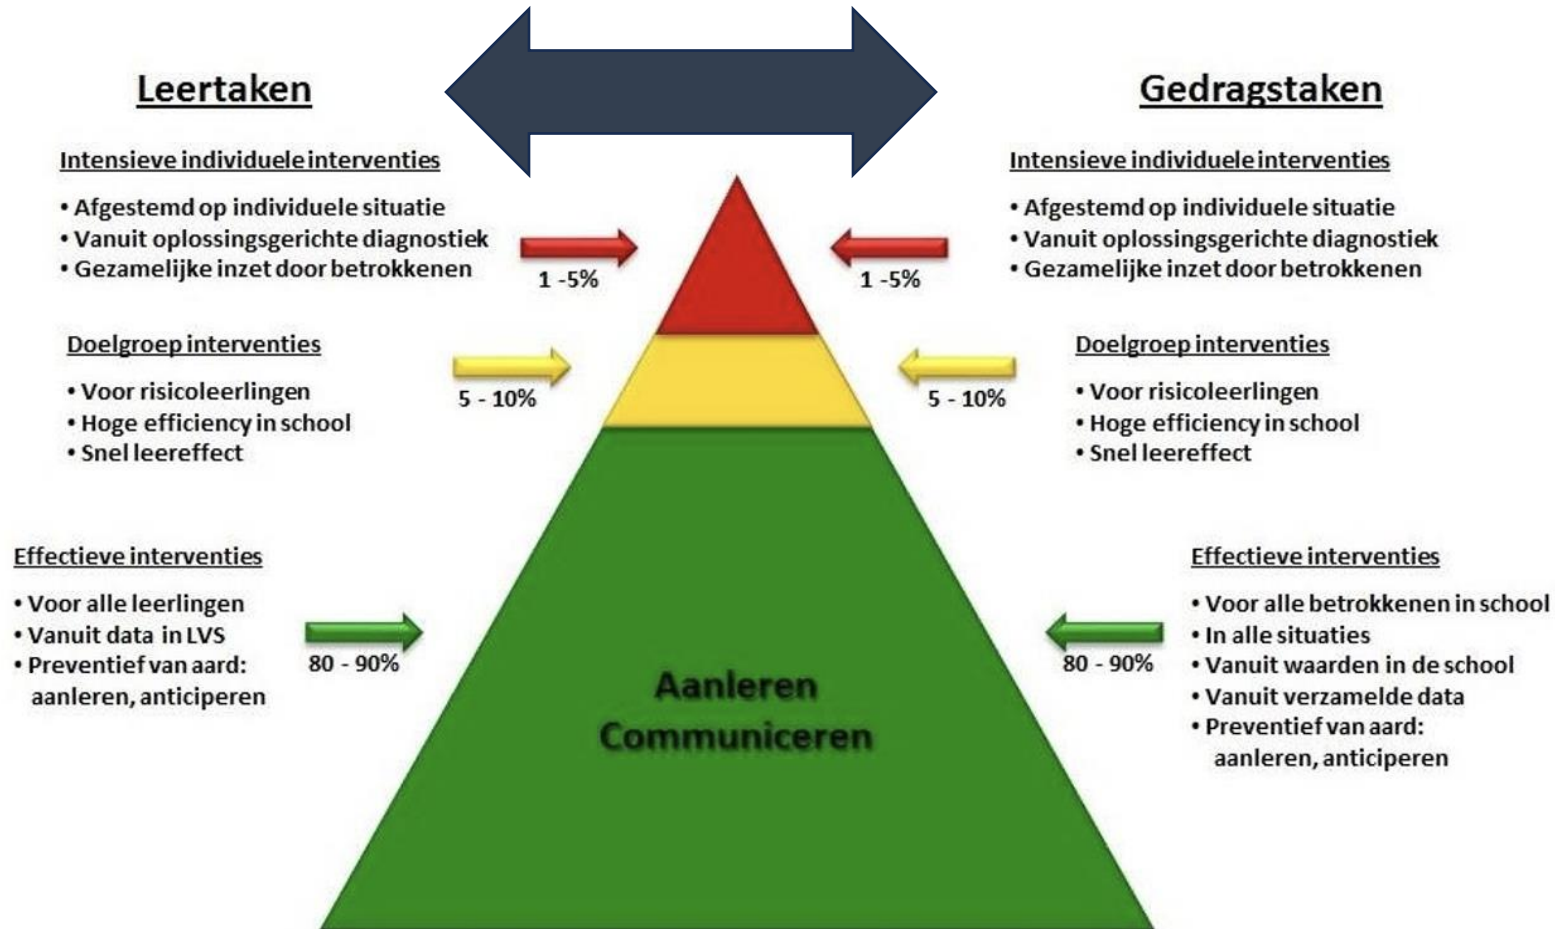 Leertaken
Intensieve individuele interventies
• Afgestemd op individuele situatie
• Vanuit oplossingsgerichte diagnostiek
• Gezamelijke inzet door betrokkenen
1 -5%
Doelgroep interventies
• Voor risicoleerlingen
• Hoge efficiency in school
• Snel leereffect
5 - 10%
Effectieve interventies
• Voor alle leerlingen
• Vanuit data in LVS
• Preventief van aard:
aanleren, anticiperen
80 - 90%
Aanleren
Communiceren
Gedragstaken
Intensieve individuele interventies
• Afgestemd op individuele situatie
• Vanuit oplossingsgerichte diagnostiek
• Gezamelijke inzet door betrokkenen
1 -5%
Doelgroep interventies
• Voor risicoleerlingen
• Hoge efficiency in school
• Snel leereffect
5 - 10%
Effectieve interventies
• Voor alle betrokkenen in school
• In alle situaties
• Vanuit waarden in de school
• Vanuit verzamelde data
• Preventief van aard:
aanleren, anticiperen
80 - 90%